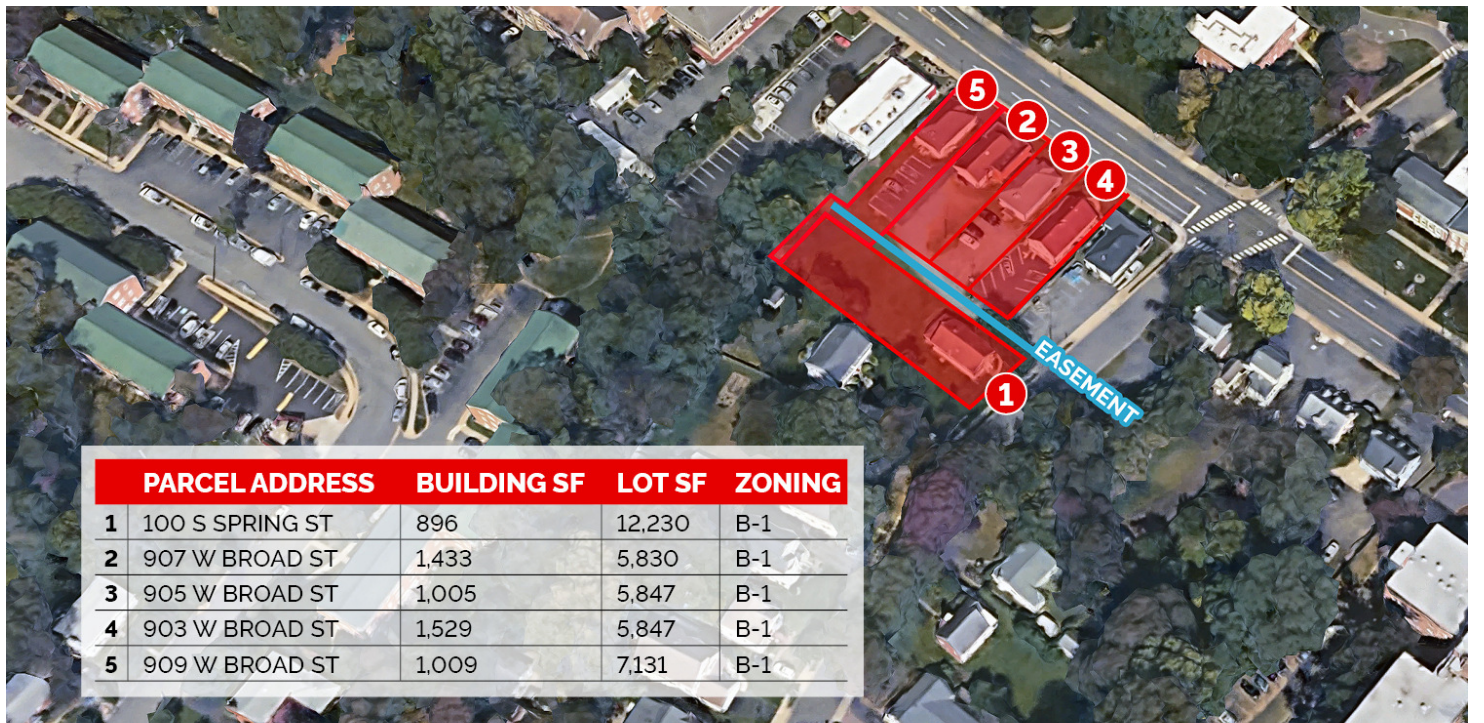 5
2
3
4
EASEMENT
1
PARCEL ADDRESS BUILDING SF LOT SF ZONING
1 100 S SPRING ST 896 12,230 B-1
2 907 W BROAD ST 1,433 5,830 B-1
3 905 W BROAD ST 1,005 5,847 B-1
4 903 W BROAD ST 1,529 5,847 B-1
5 909 W BROAD ST 1,009 7,131 B-1